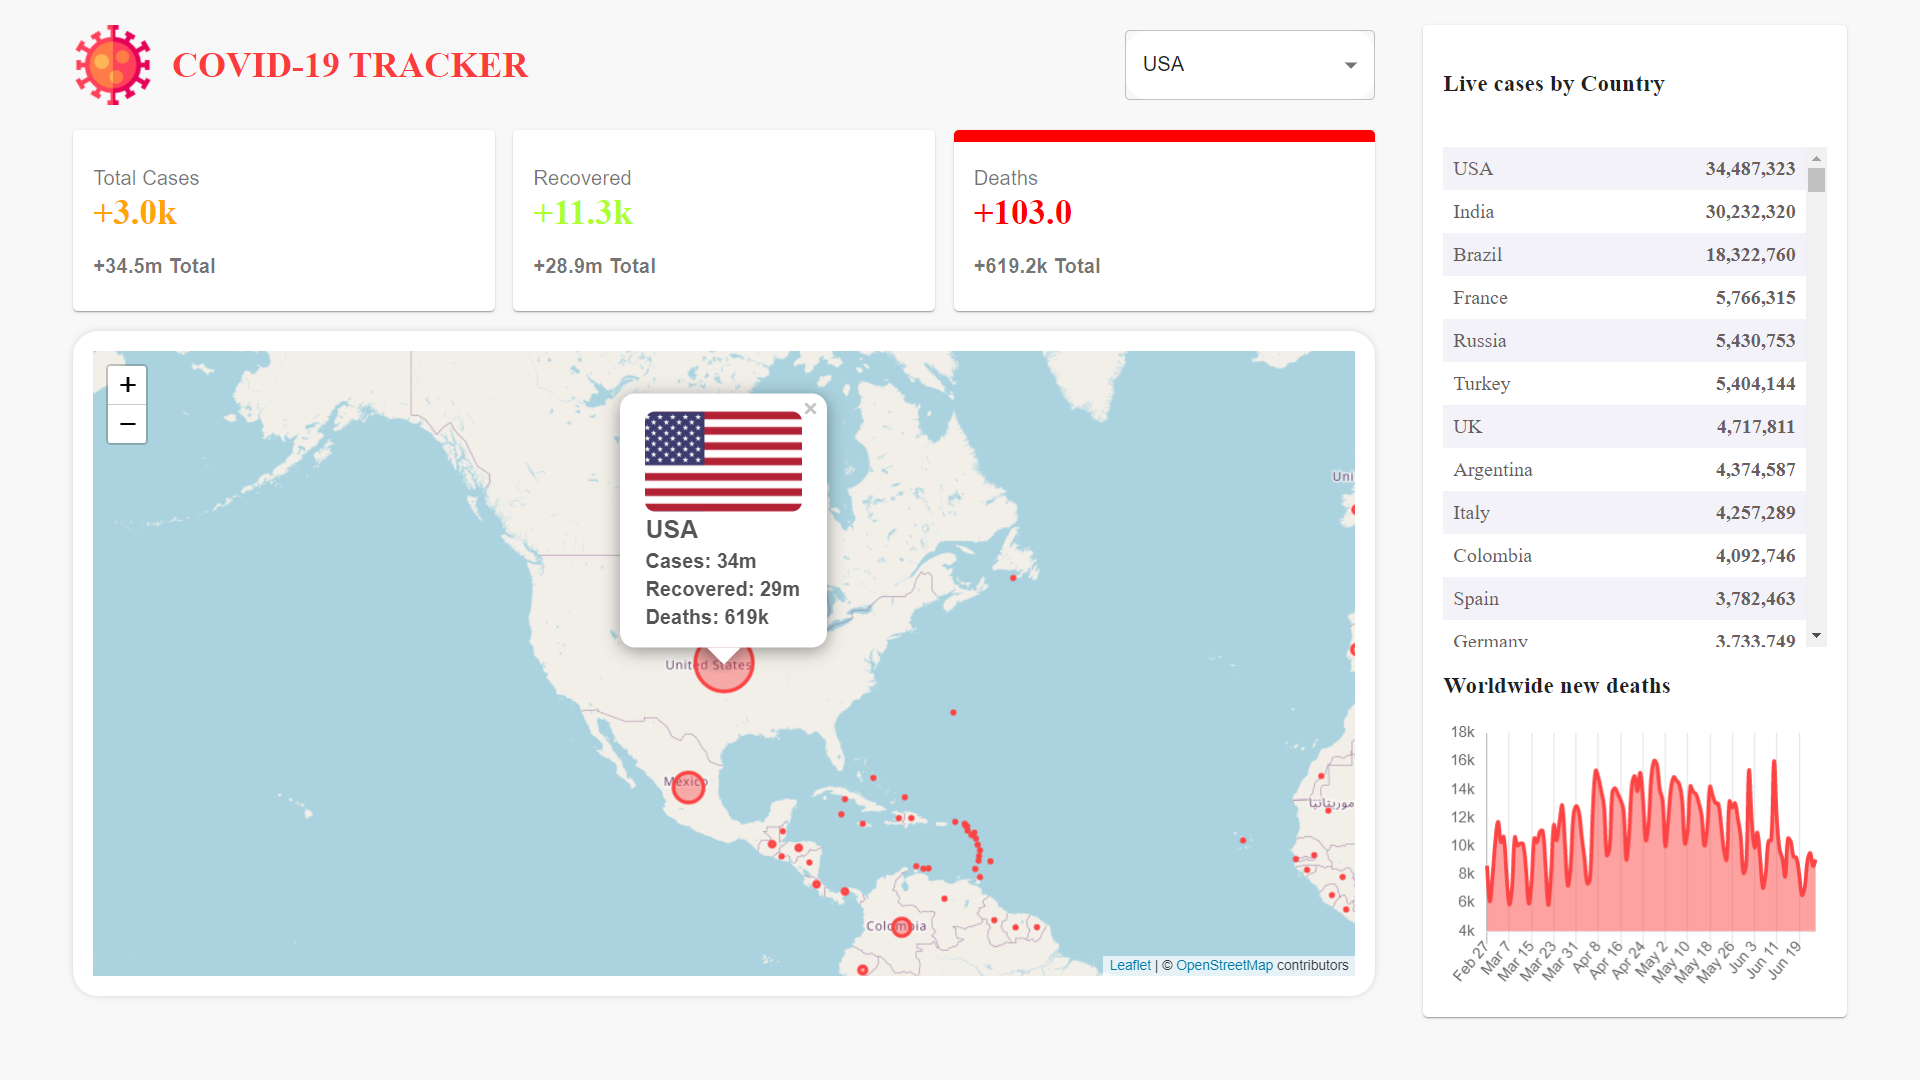 COVID-19 TRACKER
USA
Total Cases
+3.0k
+34.5m Total
Recovered
+11.3k
+28.9m Total
Deaths
+103.0
+619.2k Total
+
−
×
USA
Cases: 34m
Recovered: 29m
Deaths: 619k
United States
Mexico
Colombia
Uni
موريتانيا
Leaflet | © OpenStreetMap contributors
Live cases by Country
USA 34,487,323
India 30,232,320
Brazil 18,322,760
France 5,766,315
Russia 5,430,753
Turkey 5,404,144
UK 4,717,811
Argentina 4,374,587
Italy 4,257,289
Colombia 4,092,746
Spain 3,782,463
Germany 3,733,749
Worldwide new deaths
18k
16k
14k
12k
10k
8k
6k
4k
Feb 27
Mar 7
Mar 15
Mar 23
Mar 31
Apr 8
Apr 16
Apr 24
May 2
May 10
May 18
May 26
Jun 3
Jun 11
Jun 19